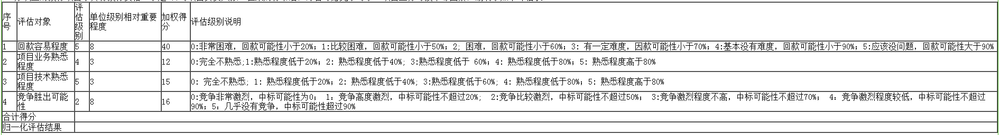 序号 评估对象 评估级别 单位级别相对重要程度 加权得分 评估级别说明
1 回款容易程度 5 8 40 0:非常困难，回款可能性小于20%；1:比较困难，回款可能性小于50%；2; 困难，回款可能性小于60%；3: 有一定难度，因款可能性小于70%；4:基本没有难度，回款可能性小于90%；5:应该没问题，回款可能性大于90%
2 项目业务熟悉程度 4 3 12 0:完全不熟悉;1:熟悉程度低于20%；2: 熟悉程度低于40%; 3:熟悉程度低于 60%；4: 熟悉程度低于80%；5: 熟悉程度高于80%
3 项目技术熟悉程度 5 3 15 0: 完全不熟悉; 1: 熟悉程度低于20%；2: 熟悉程度低于40%; 3:熟悉程度低于60%; 4: 熟悉程度低于80%；5: 熟悉程度高于80%
4 竞争胜出可能性 2 8 16 0:竞争非常激烈，中标可能性为0； 1：竞争高度激烈，中标可能性不超过20%; 2:竞争比较激烈，中标可能性不超过50%； 3:竞争激烈程度不高，中标可能性不超过70%； 4：竞争激烈程度较低，中标可能性不超过
90%；5：几乎没有竞争，中标可能性超过90%
合计得分
归一化评估结果